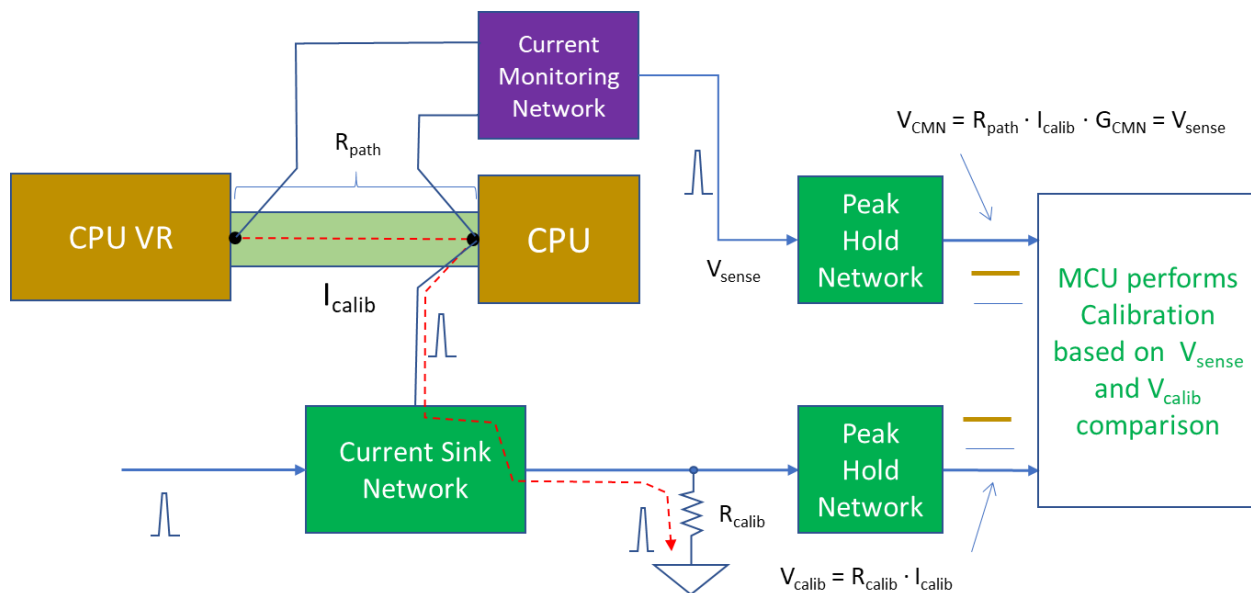 Current
Monitoring
Network
V_CMN = R_path · I_calib · G_CMN = V_sense
R_path
CPU VR
CPU
Peak
Hold
Network
V_sense
I_calib
MCU performs
Calibration
based on V_sense
and V_calib
comparison
Current Sink
Network
Peak
Hold
Network
R_calib
V_calib = R_calib · I_calib